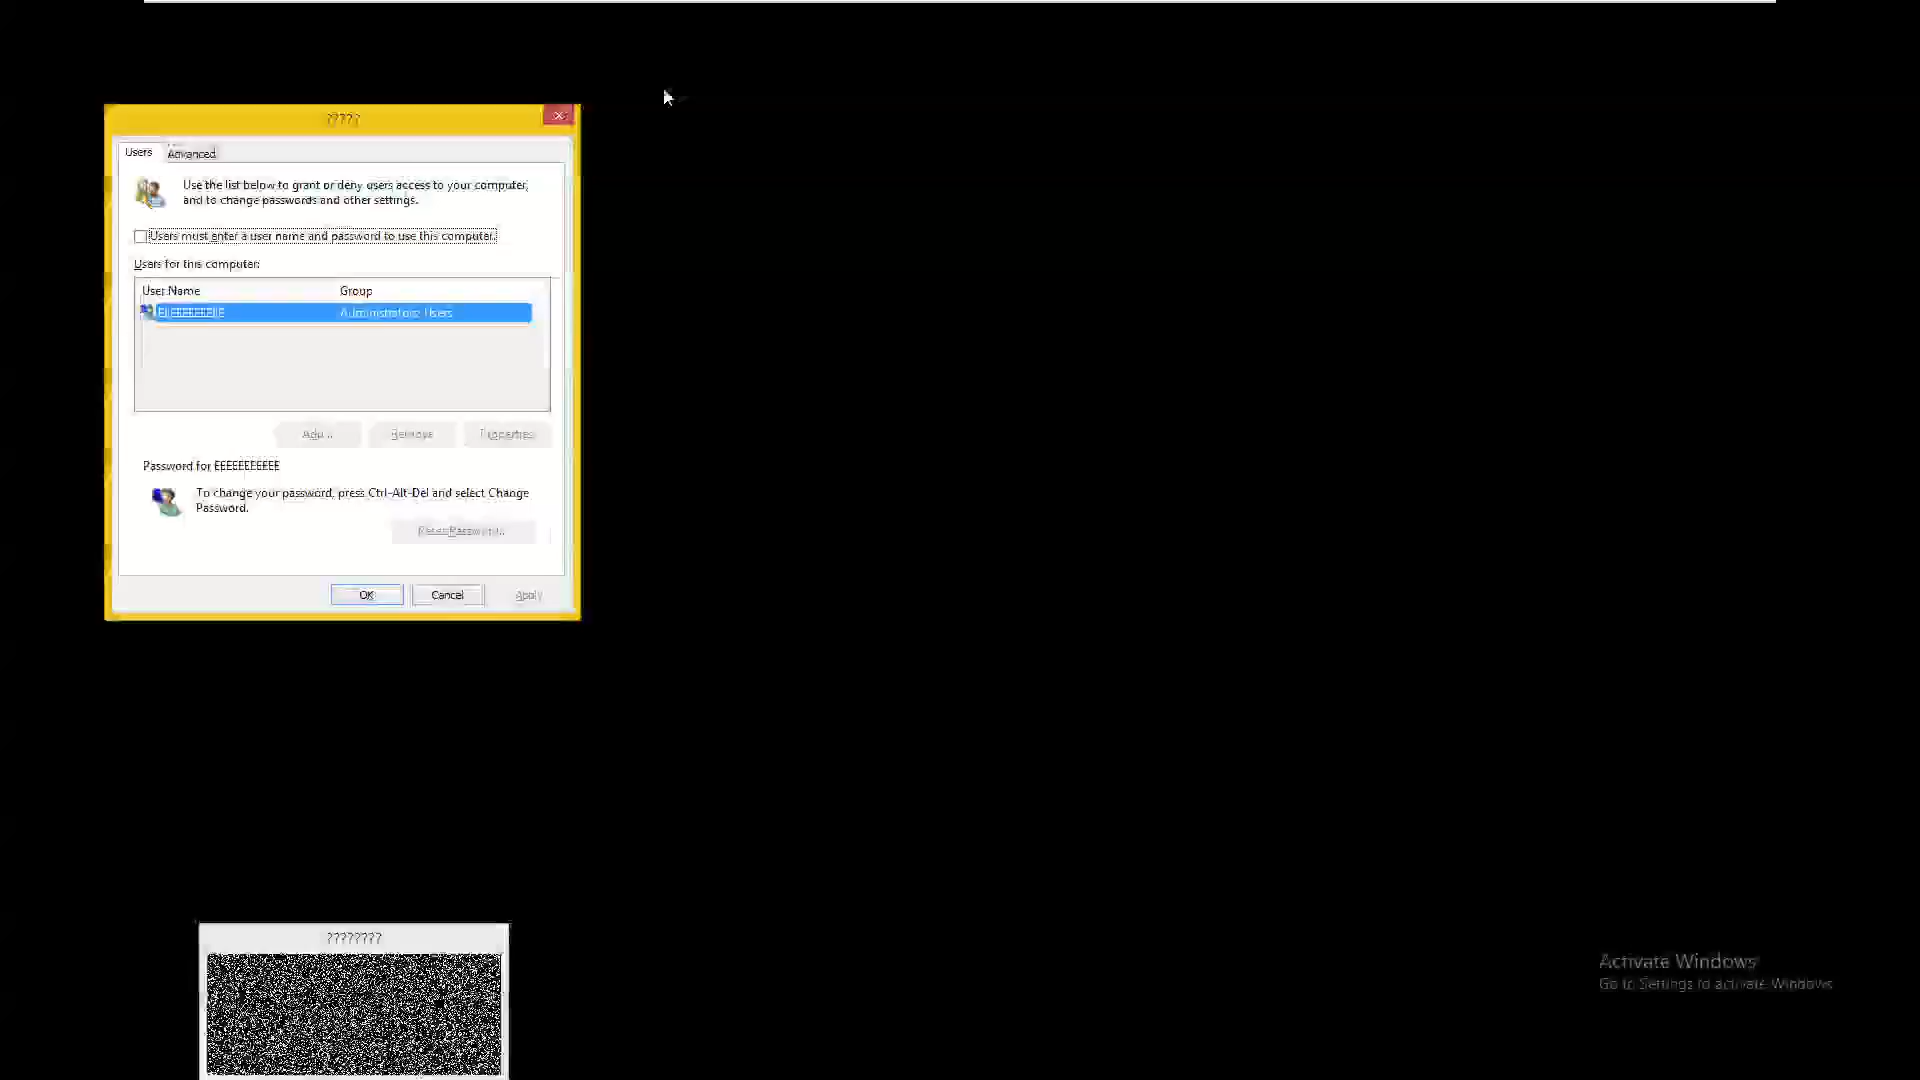 ?????
Users
Advanced
Use the list below to grant or deny users access to your computer,
and to change passwords and other settings.
Users must enter a user name and password to use this computer.
Users for this computer:
User Name Group
Administrators; Users
Add...
Remove
Properties
Password for EEEEEEEEEEE
To change your password, press Ctrl-Alt-Del and select Change
Password.
Reset Password...
OK
Cancel
Apply
????????
Activate Windows
Go to Settings to activate Windows.